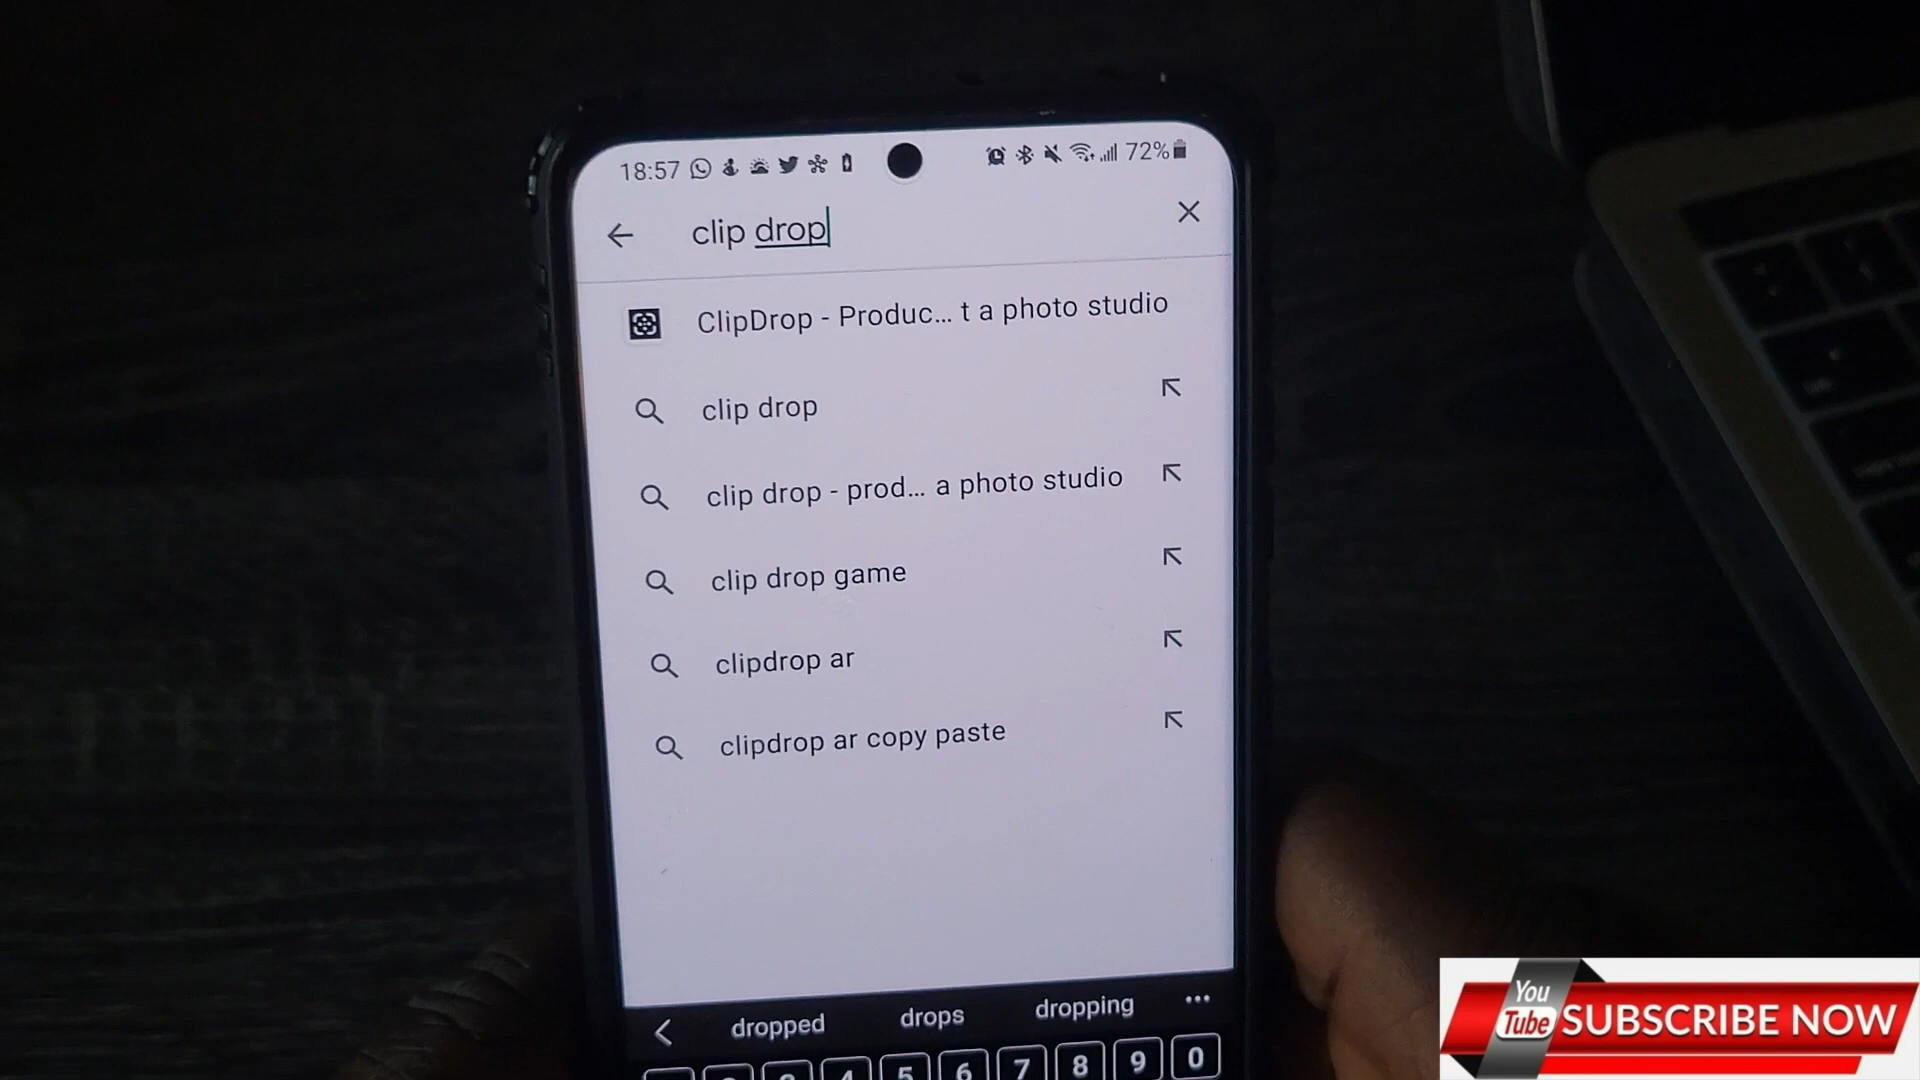 18:57 72%
clip drop
ClipDrop - Produc... t a photo studio
clip drop
clip drop - prod... a photo studio
clip drop game
clipdrop ar
clipdrop ar copy paste
dropped drops dropping
5 6 7 8 9 0
You Tube SUBSCRIBE NOW